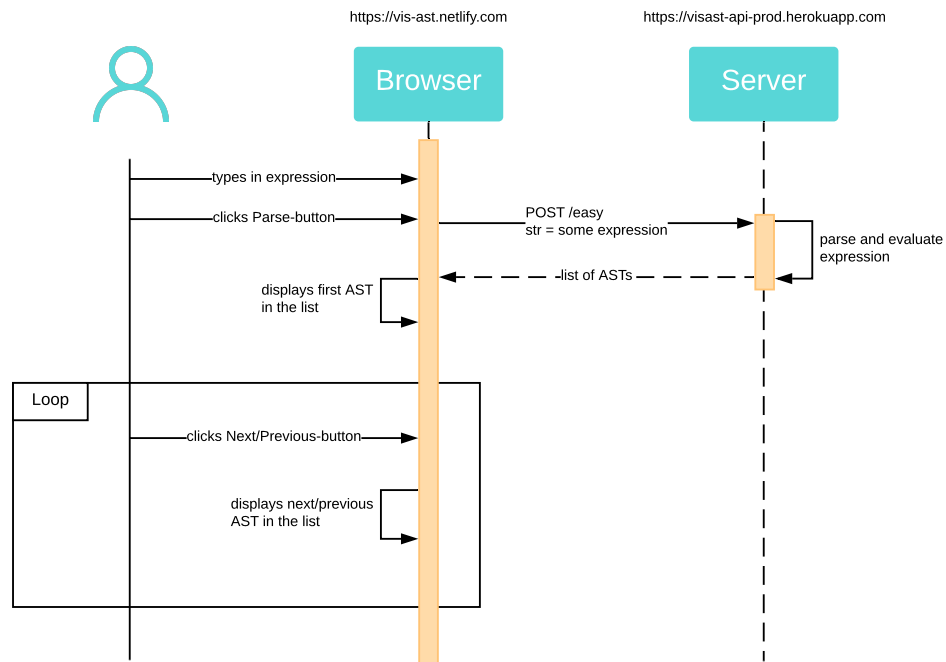 https://vis-ast.netlify.com
https://visast-api-prod.herokuapp.com
Browser
Server
types in expression
clicks Parse-button
POST /easy
str = some expression
parse and evaluate
expression
list of ASTs
displays first AST
in the list
Loop
clicks Next/Previous-button
displays next/previous
AST in the list